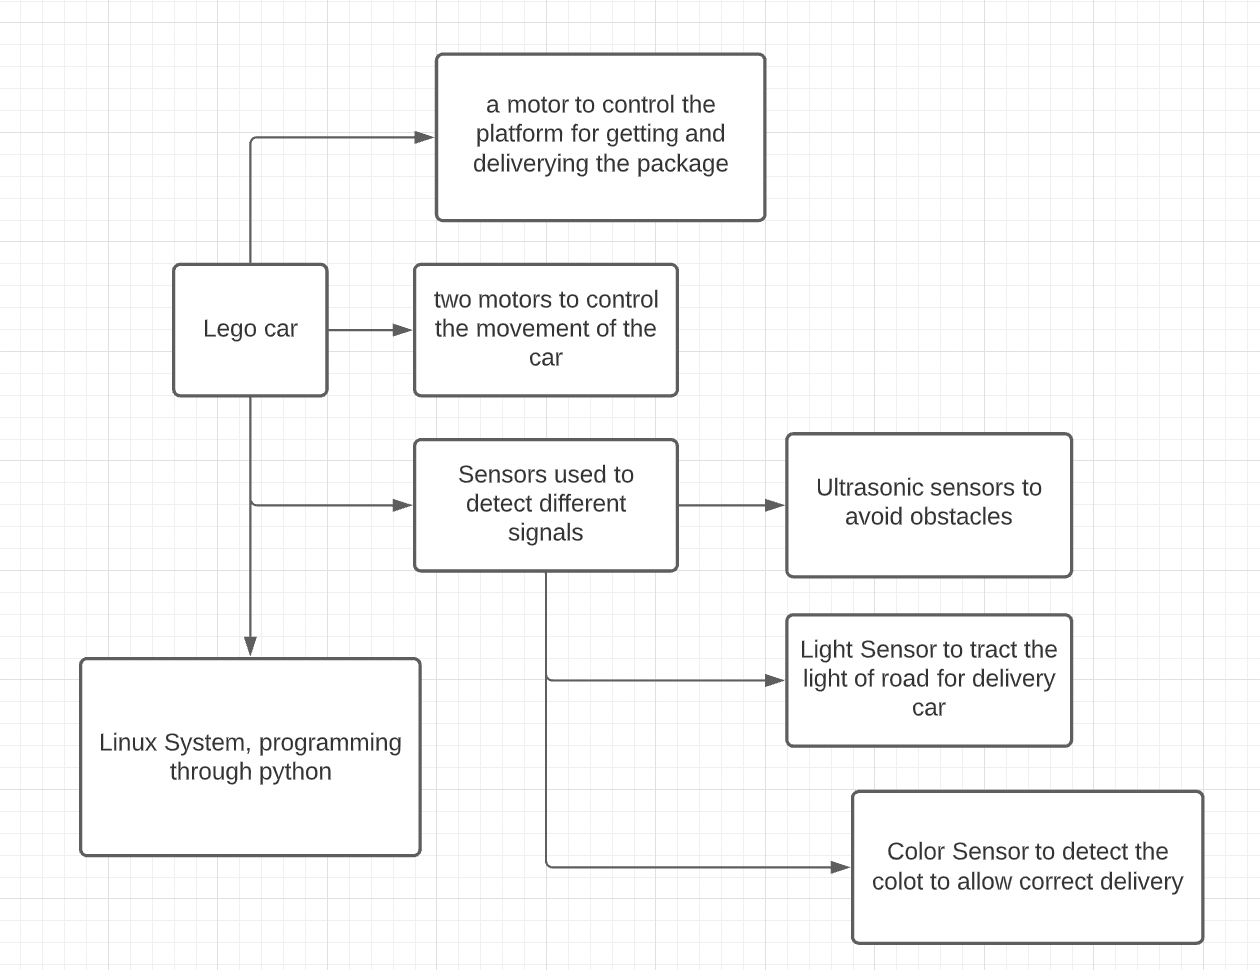 a motor to control the
platform for getting and
deliverying the package
Lego car
two motors to control
the movement of the
car
Sensors used to
detect different
signals
Ultrasonic sensors to
avoid obstacles
Light Sensor to tract the
light of road for delivery
car
Linux System, programming
through python
Color Sensor to detect the
colot to allow correct delivery